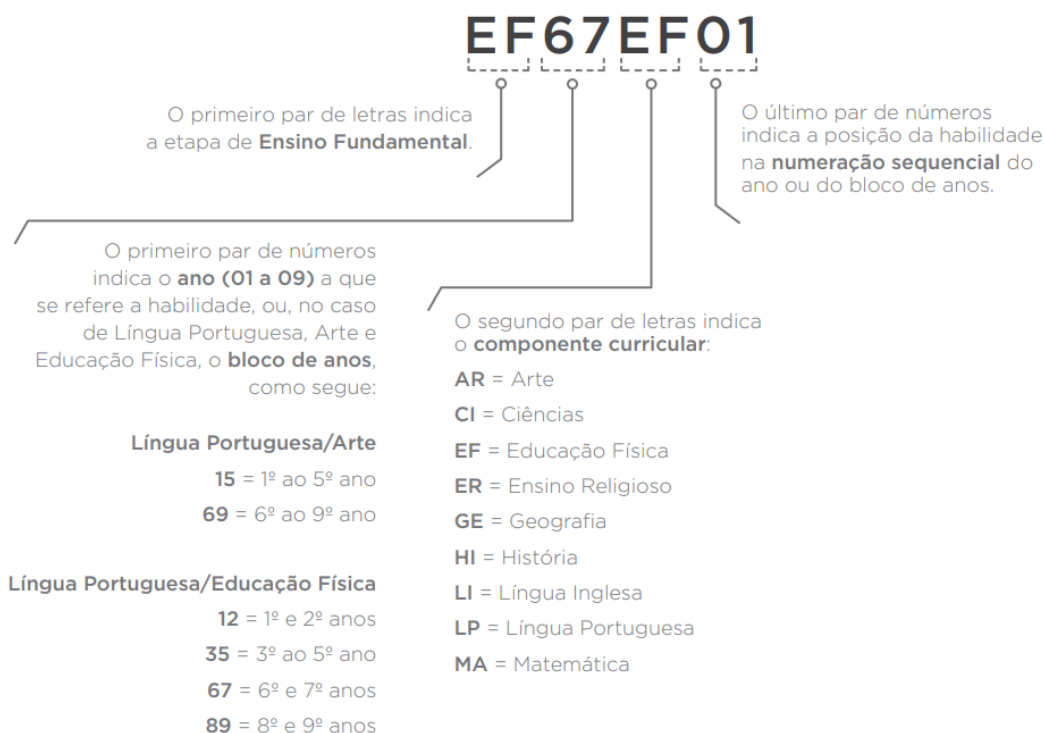 EF67EF01
O primeiro par de letras indica
a etapa de Ensino Fundamental.
O último par de números
indica a posição da habilidade
na numeração sequencial do
ano ou do bloco de anos.
O primeiro par de números
indica o ano (01 a 09) a que
se refere a habilidade, ou, no caso
de Língua Portuguesa, Arte e
Educação Física, o bloco de anos,
como segue:
Língua Portuguesa/Arte
15 = 1º ao 5º ano
69 = 6º ao 9º ano
Língua Portuguesa/Educação Física
12 = 1º e 2º anos
35 = 3º ao 5º ano
67 = 6º e 7º anos
89 = 8º e 9º anos
O segundo par de letras indica
o componente curricular:
AR = Arte
CI = Ciências
EF = Educação Física
ER = Ensino Religioso
GE = Geografia
HI = História
LI = Língua Inglesa
LP = Língua Portuguesa
MA = Matemática